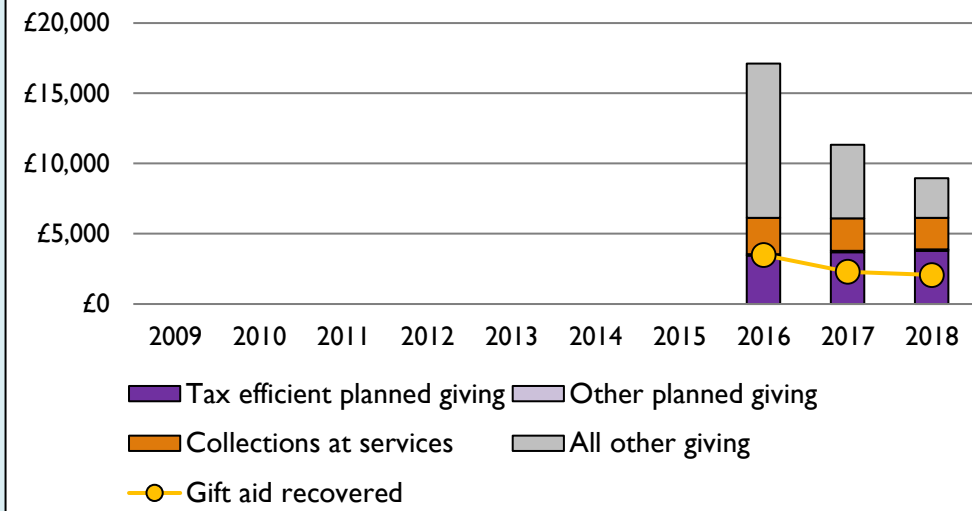 £20,000
£15,000
£10,000
£5,000
£0
2009 2010 2011 2012 2013 2014 2015 2016 2017 2018
Tax efficient planned giving Other planned giving
Collections at services All other giving
Gift aid recovered